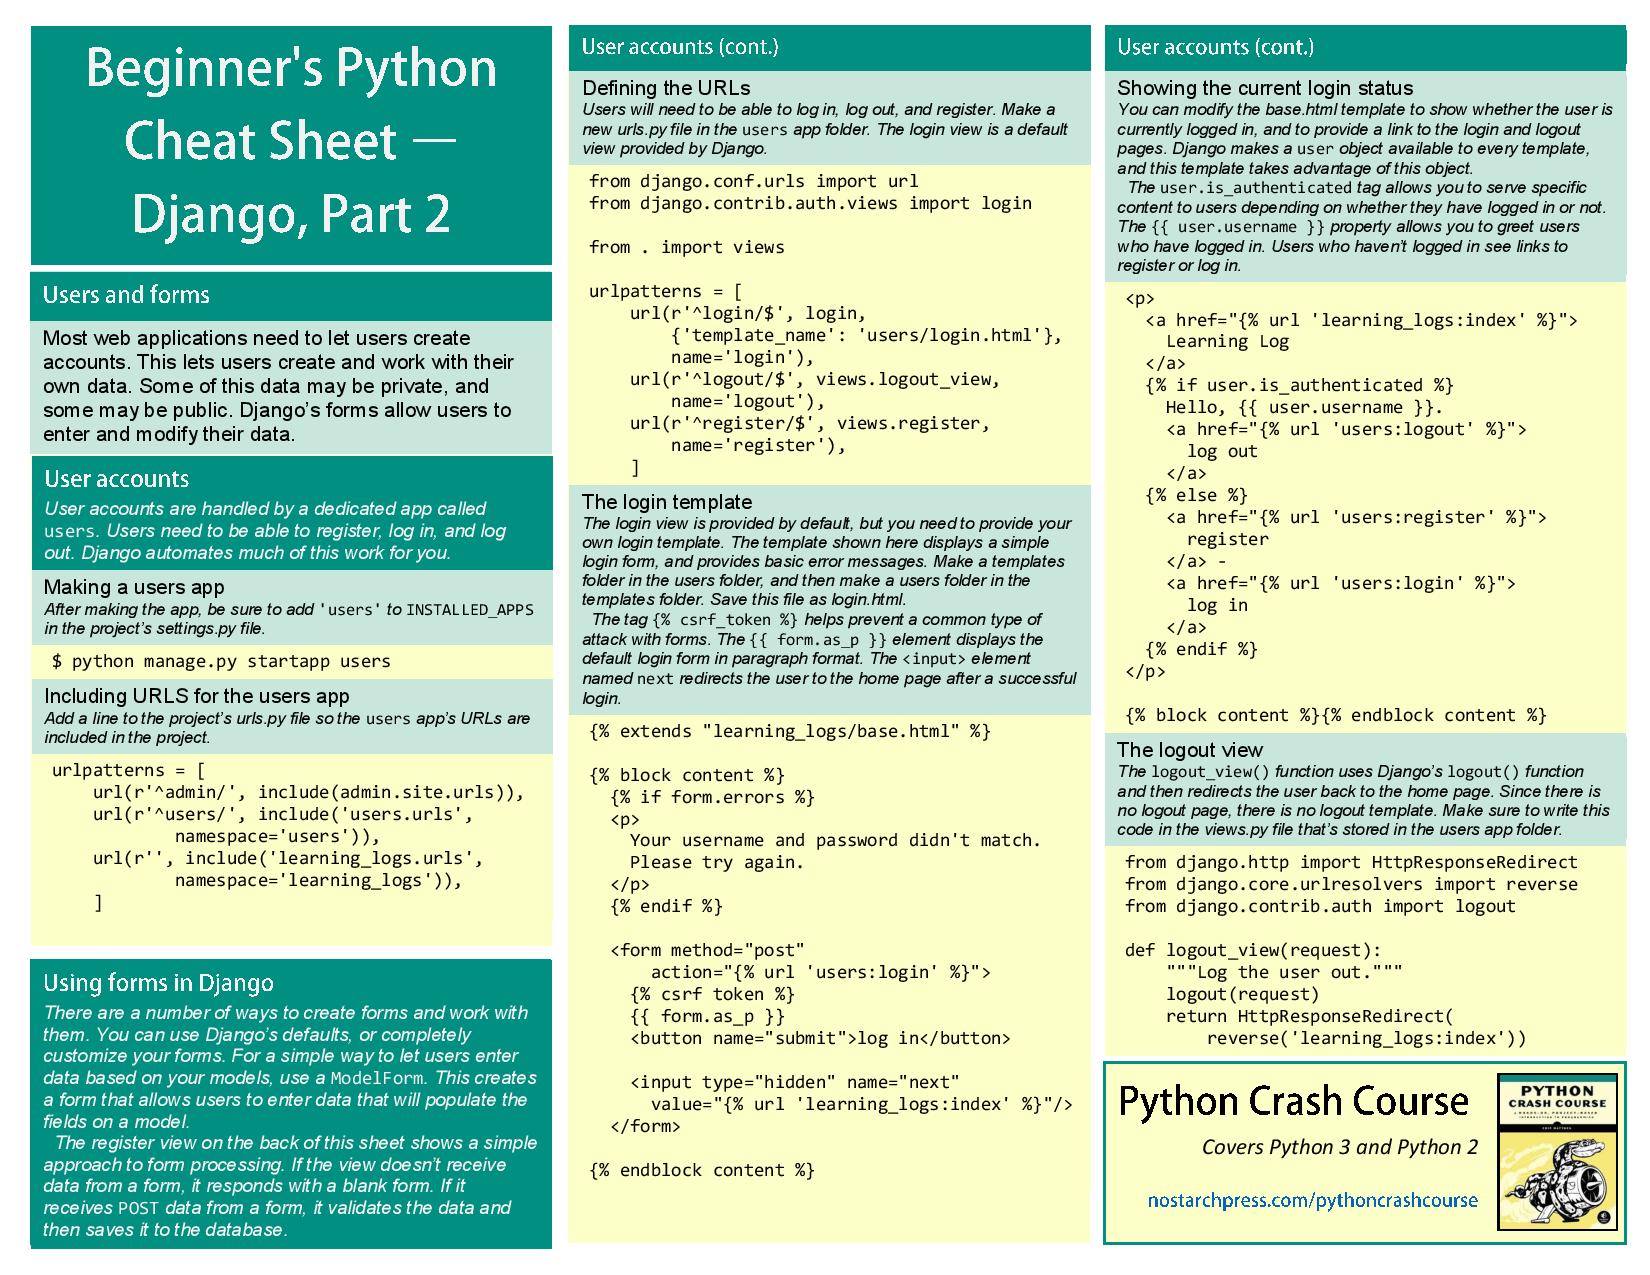 Beginner's Python
Cheat Sheet —
Django, Part 2
Users and forms
Most web applications need to let users create
accounts. This lets users create and work with their
own data. Some of this data may be private, and
some may be public. Django’s forms allow users to
enter and modify their data.
User accounts
User accounts are handled by a dedicated app called
users. Users need to be able to register, log in, and log
out. Django automates much of this work for you.
Making a users app
After making the app, be sure to add 'users' to INSTALLED_APPS
in the project’s settings.py file.
$ python manage.py startapp users
Including URLS for the users app
Add a line to the project’s urls.py file so the users app’s URLs are
included in the project.
urlpatterns = [
    url(r'^admin/', include(admin.site.urls)),
    url(r'^users/', include('users.urls',
            namespace='users')),
    url(r'', include('learning_logs.urls',
            namespace='learning_logs')),
    ]
Using forms in Django
There are a number of ways to create forms and work with
them. You can use Django’s defaults, or completely
customize your forms. For a simple way to let users enter
data based on your models, use a ModelForm. This creates
a form that allows users to enter data that will populate the
fields on a model.
The register view on the back of this sheet shows a simple
approach to form processing. If the view doesn’t receive
data from a form, it responds with a blank form. If it
receives POST data from a form, it validates the data and
then saves it to the database.
User accounts (cont.)
Defining the URLs
Users will need to be able to log in, log out, and register. Make a
new urls.py file in the users app folder. The login view is a default
view provided by Django.
from django.conf.urls import url
from django.contrib.auth.views import login
from . import views
urlpatterns = [
    url(r'^login/$', login,
        {'template_name': 'users/login.html'},
        name='login'),
    url(r'^logout/$', views.logout_view,
        name='logout'),
    url(r'^register/$', views.register,
        name='register'),
    ]
The login template
The login view is provided by default, but you need to provide your
own login template. The template shown here displays a simple
login form, and provides basic error messages. Make a templates
folder in the users folder, and then make a users folder in the
templates folder. Save this file as login.html.
The tag {% csrf_token %} helps prevent a common type of
attack with forms. The {{ form.as_p }} element displays the
default login form in paragraph format. The <input> element
named next redirects the user to the home page after a successful
login.
{% extends "learning_logs/base.html" %}
{% block content %}
  {% if form.errors %}
  <p>
    Your username and password didn't match.
    Please try again.
  </p>
  {% endif %}
  <form method="post"
      action="{% url 'users:login' %}">
    {% csrf token %}
    {{ form.as_p }}
    <button name="submit">log in</button>
    <input type="hidden" name="next"
      value="{% url 'learning_logs:index' %}"/>
  </form>
{% endblock content %}
User accounts (cont.)
Showing the current login status
You can modify the base.html template to show whether the user is
currently logged in, and to provide a link to the login and logout
pages. Django makes a user object available to every template,
and this template takes advantage of this object.
The user.is_authenticated tag allows you to serve specific
content to users depending on whether they have logged in or not.
The {{ user.username }} property allows you to greet users
who have logged in. Users who haven’t logged in see links to
register or log in.
<p>
  <a href="{% url 'learning_logs:index' %}">
    Learning Log
  </a>
  {% if user.is_authenticated %}
    Hello, {{ user.username }}.
    <a href="{% url 'users:logout' %}">
      log out
    </a>
  {% else %}
    <a href="{% url 'users:register' %}">
      register
    </a> -
    <a href="{% url 'users:login' %}">
      log in
    </a>
  {% endif %}
</p>
{% block content %}{% endblock content %}
The logout view
The logout_view() function uses Django’s logout() function
and then redirects the user back to the home page. Since there is
no logout page, there is no logout template. Make sure to write this
code in the views.py file that’s stored in the users app folder.
from django.http import HttpResponseRedirect
from django.core.urlresolvers import reverse
from django.contrib.auth import logout
def logout_view(request):
    """Log the user out."""
    logout(request)
    return HttpResponseRedirect(
        reverse('learning_logs:index'))
Python Crash Course
Covers Python 3 and Python 2
nostarchpress.com/pythoncrashcourse
PYTHON
CRASH COURSE